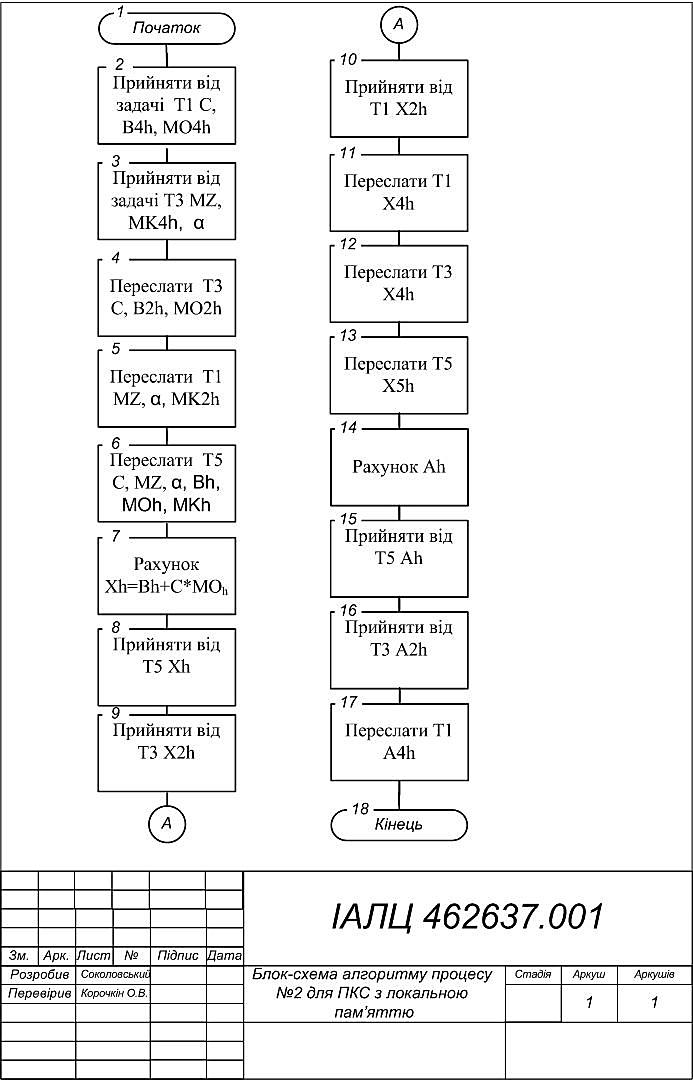 1
Початок
2
Прийняти від
задачі Т1 С,
В4h, МО4h
3
Прийняти від
задачі Т3 MZ,
MK4h, α
4
Переслати Т3
С, В2h, МО2h
5
Переслати Т1
MZ, α, MK2h
6
Переслати Т5
С, MZ, α, Bh,
MOh, MKh
7
Рахунок
Xh=Bh+C*MOh
8
Прийняти від
Т5 Xh
9
Прийняти від
Т3 X2h
А
А
10
Прийняти від
Т1 X2h
11
Переслати Т1
X4h
12
Переслати Т3
X4h
13
Переслати Т5
X5h
14
Рахунок Ah
15
Прийняти від
Т5 Ah
16
Прийняти від
Т3 A2h
17
Переслати Т1
A4h
18
Кінець
ІАЛЦ 462637.001
Зм. Арк. Лист № Підпис Дата
Розробив Соколовський
Перевірив Корочкін О.В.
Блок-схема алгоритму процесу
№2 для ПКС з локальною
пам’яттю
Стадія Аркуш Аркушів
1 1